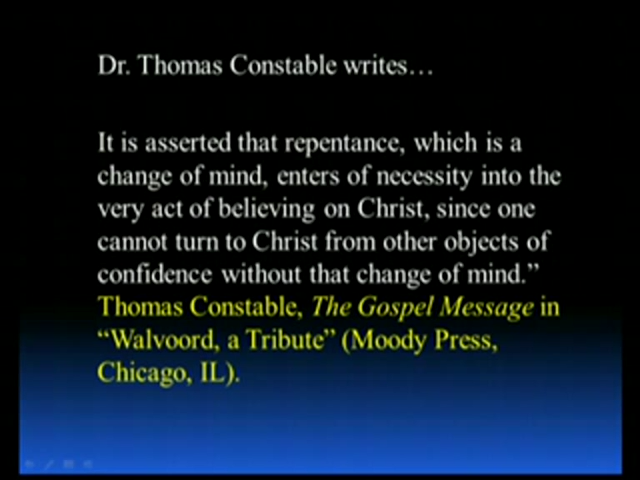 Dr. Thomas Constable writes…
It is asserted that repentance, which is a
change of mind, enters of necessity into the
very act of believing on Christ, since one
cannot turn to Christ from other objects of
confidence without that change of mind.”
Thomas Constable, The Gospel Message in
“Walvoord, a Tribute” (Moody Press,
Chicago, IL).